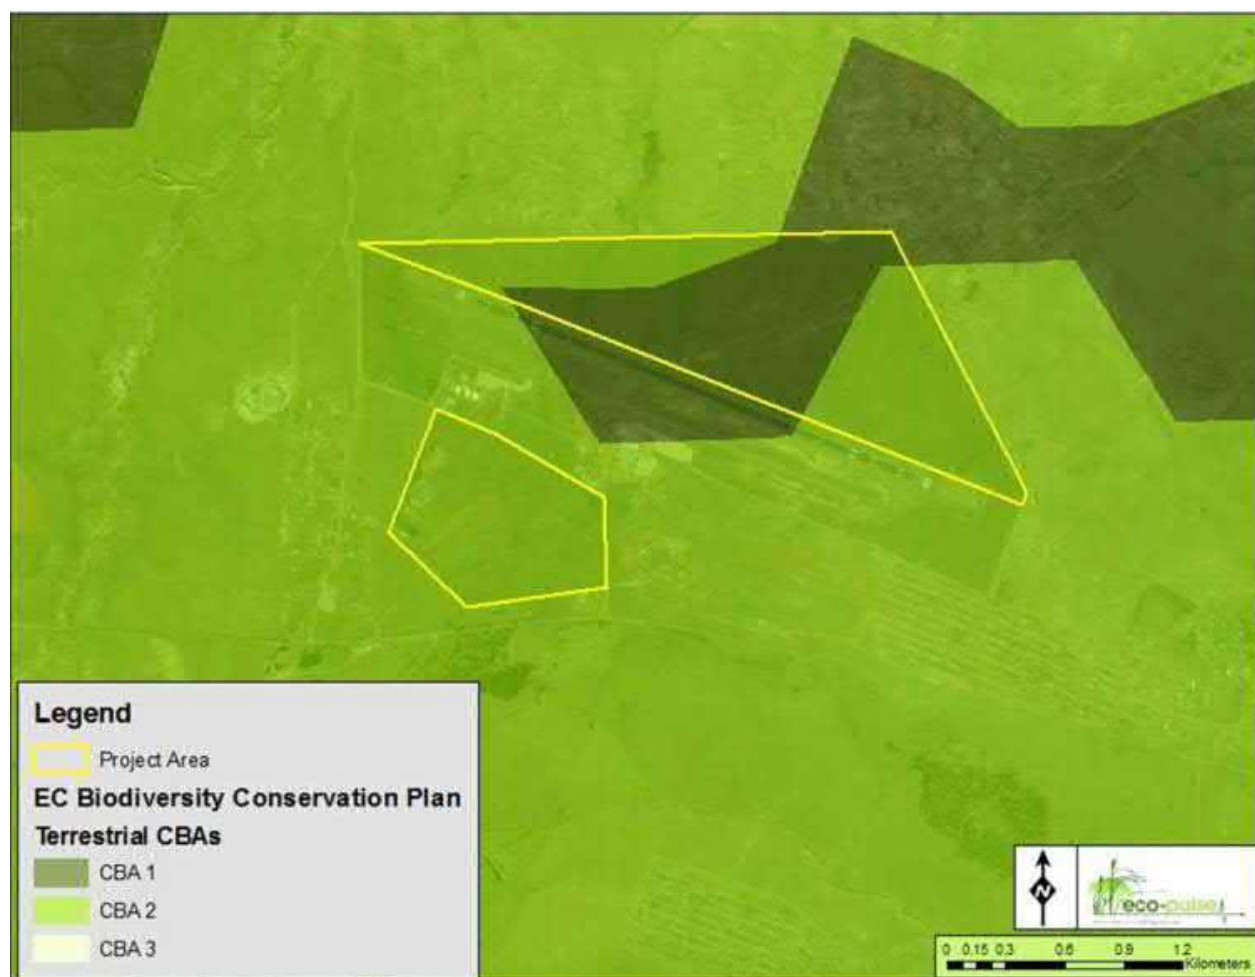 Legend
Project Area
EC Biodiversity Conservation Plan
Terrestrial CBAs
CBA 1
CBA 2
CBA 3
N
eco-pulse
0 0.15 0.3 0.6 0.9 1.2
Kilometers